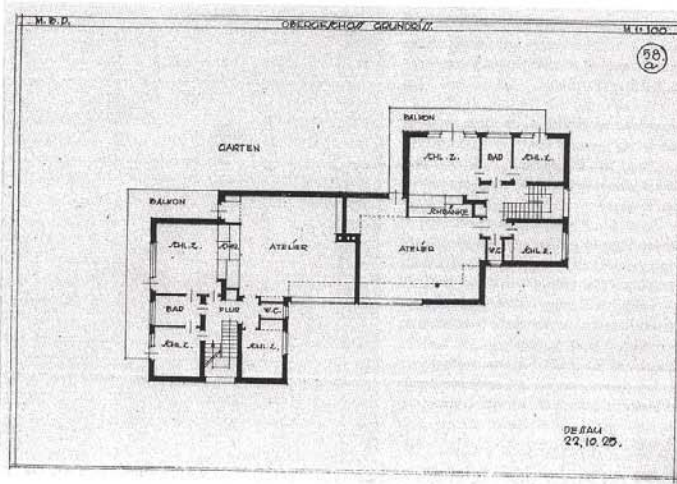 M. B. D.
OBERGESCHOSS GRUNDRISS.
M 1:100
58.
a
BALKON
GARTEN
SCHL. Z.
BAD
SCHL. Z.
BALKON
SCHRÄNKE
SCHL. Z.
SCHR.
ATELIER
ATELIER
W.C.
SCHL. Z.
BAD
FLUR
W.C.
SCHL. Z.
SCHL. Z.
DESSAU
22.10.25.